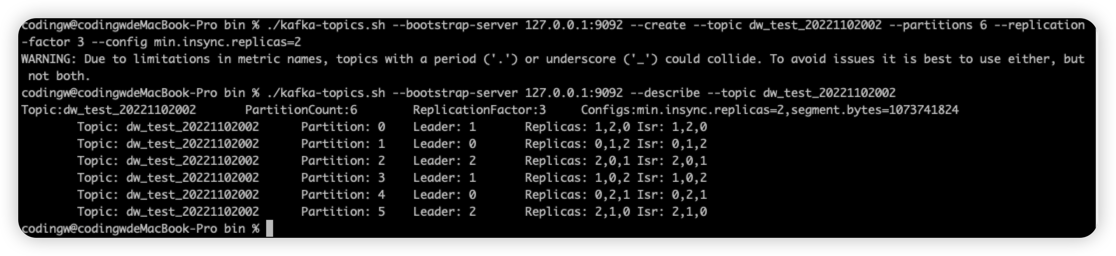 codingw@codingwdeMacBook-Pro bin % ./kafka-topics.sh --bootstrap-server 127.0.0.1:9092 --create --topic dw_test_20221102002 --partitions 6 --replication
-factor 3 --config min.insync.replicas=2
WARNING: Due to limitations in metric names, topics with a period ('.') or underscore ('_') could collide. To avoid issues it is best to use either, but
 not both.
codingw@codingwdeMacBook-Pro bin % ./kafka-topics.sh --bootstrap-server 127.0.0.1:9092 --describe --topic dw_test_20221102002
Topic:dw_test_20221102002 PartitionCount:6 ReplicationFactor:3 Configs:min.insync.replicas=2,segment.bytes=1073741824
Topic: dw_test_20221102002 Partition: 0 Leader: 1 Replicas: 1,2,0 Isr: 1,2,0
Topic: dw_test_20221102002 Partition: 1 Leader: 0 Replicas: 0,1,2 Isr: 0,1,2
Topic: dw_test_20221102002 Partition: 2 Leader: 2 Replicas: 2,0,1 Isr: 2,0,1
Topic: dw_test_20221102002 Partition: 3 Leader: 1 Replicas: 1,0,2 Isr: 1,0,2
Topic: dw_test_20221102002 Partition: 4 Leader: 0 Replicas: 0,2,1 Isr: 0,2,1
Topic: dw_test_20221102002 Partition: 5 Leader: 2 Replicas: 2,1,0 Isr: 2,1,0
codingw@codingwdeMacBook-Pro bin %